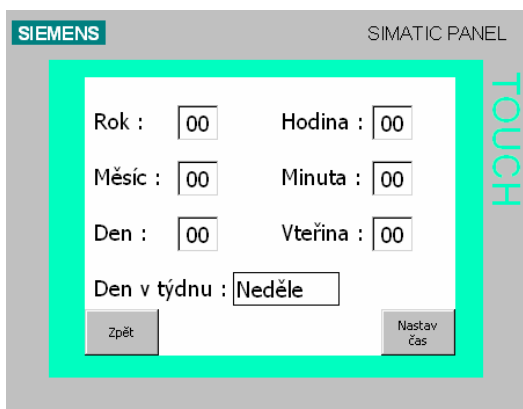 SIEMENS SIMATIC PANEL
TOUCH
Rok : 00 Hodina : 00
Měsíc : 00 Minuta : 00
Den : 00 Vteřina : 00
Den v týdnu : Neděle
Zpět
Nastav
čas